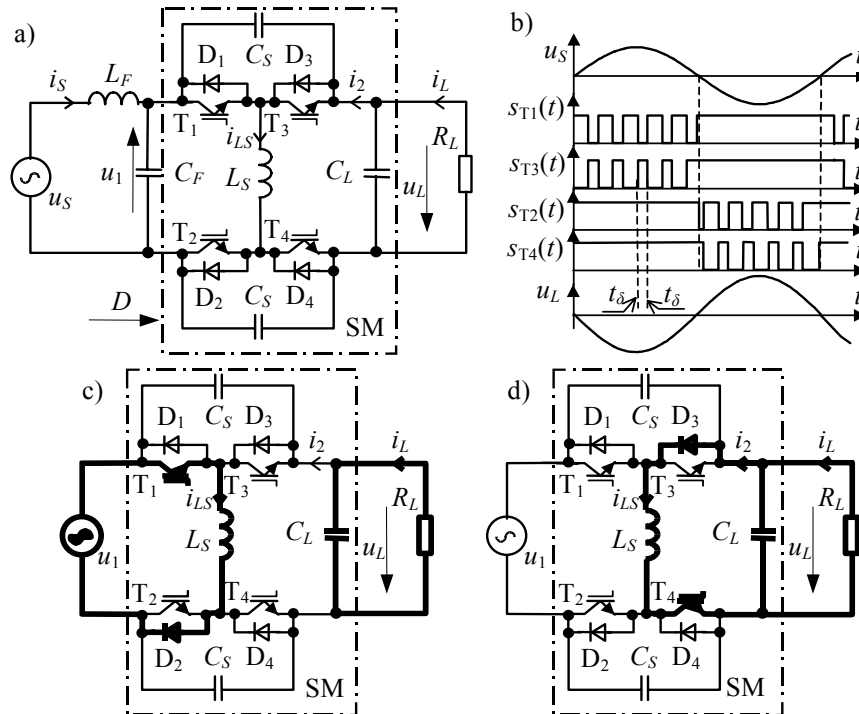 a)
C_S
D_1
D_3
L_F
i_S
i_2
i_L
T_1
T_3
i_LS
R_L
u_1
C_F
L_S
C_L
u_L
u_S
T_2
T_4
D_2
D_4
C_S
D
SM
b)
u_S
t
s_T1(t)
t
s_T3(t)
t
s_T2(t)
t
s_T4(t)
t
u_L
t_δ
t_δ
t
c)
C_S
D_1
D_3
i_2
i_L
T_1
T_3
i_LS
R_L
L_S
C_L
u_L
u_1
T_2
T_4
D_2
D_4
C_S
SM
d)
C_S
D_1
D_3
i_2
i_L
T_1
T_3
i_LS
R_L
L_S
C_L
u_L
u_1
T_2
T_4
D_2
D_4
C_S
SM